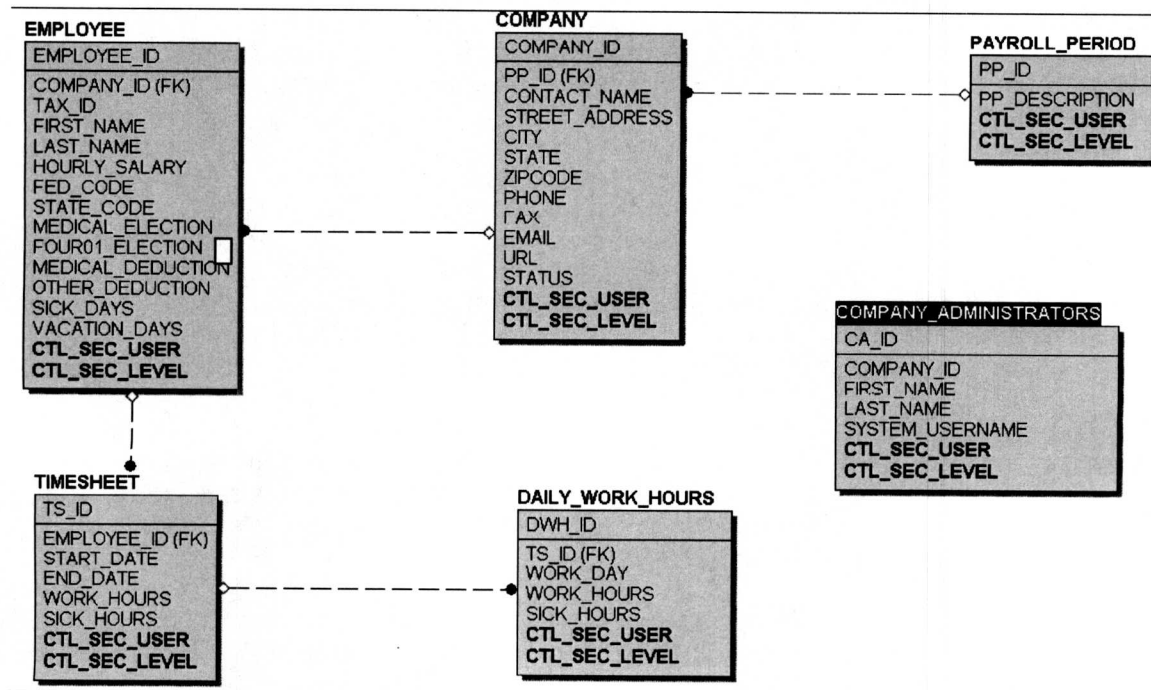 EMPLOYEE
EMPLOYEE_ID
COMPANY_ID (FK)
TAX_ID
FIRST_NAME
LAST_NAME
HOURLY_SALARY
FED_CODE
STATE_CODE
MEDICAL_ELECTION
FOUR01_ELECTION
MEDICAL_DEDUCTION
OTHER_DEDUCTION
SICK_DAYS
VACATION_DAYS
CTL_SEC_USER
CTL_SEC_LEVEL
COMPANY
COMPANY_ID
PP_ID (FK)
CONTACT_NAME
STREET_ADDRESS
CITY
STATE
ZIPCODE
PHONE
FAX
EMAIL
URL
STATUS
CTL_SEC_USER
CTL_SEC_LEVEL
PAYROLL_PERIOD
PP_ID
PP_DESCRIPTION
CTL_SEC_USER
CTL_SEC_LEVEL
COMPANY_ADMINISTRATORS
CA_ID
COMPANY_ID
FIRST_NAME
LAST_NAME
SYSTEM_USERNAME
CTL_SEC_USER
CTL_SEC_LEVEL
TIMESHEET
TS_ID
EMPLOYEE_ID (FK)
START_DATE
END_DATE
WORK_HOURS
SICK_HOURS
CTL_SEC_USER
CTL_SEC_LEVEL
DAILY_WORK_HOURS
DWH_ID
TS_ID (FK)
WORK_DAY
WORK_HOURS
SICK_HOURS
CTL_SEC_USER
CTL_SEC_LEVEL